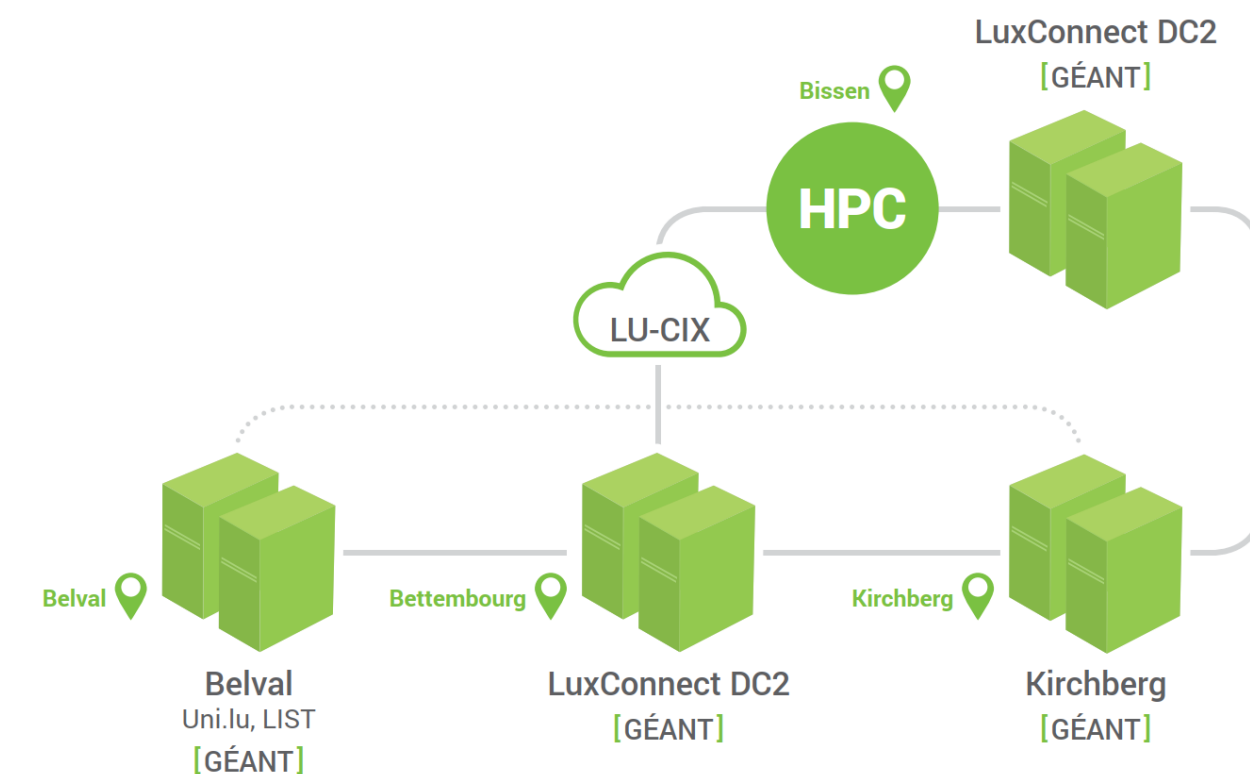 LuxConnect DC2
[GÉANT]
Bissen
HPC
LU-CIX
Belval
Bettembourg
Kirchberg
Belval
Uni.lu, LIST
[GÉANT]
LuxConnect DC2
[GÉANT]
Kirchberg
[GÉANT]